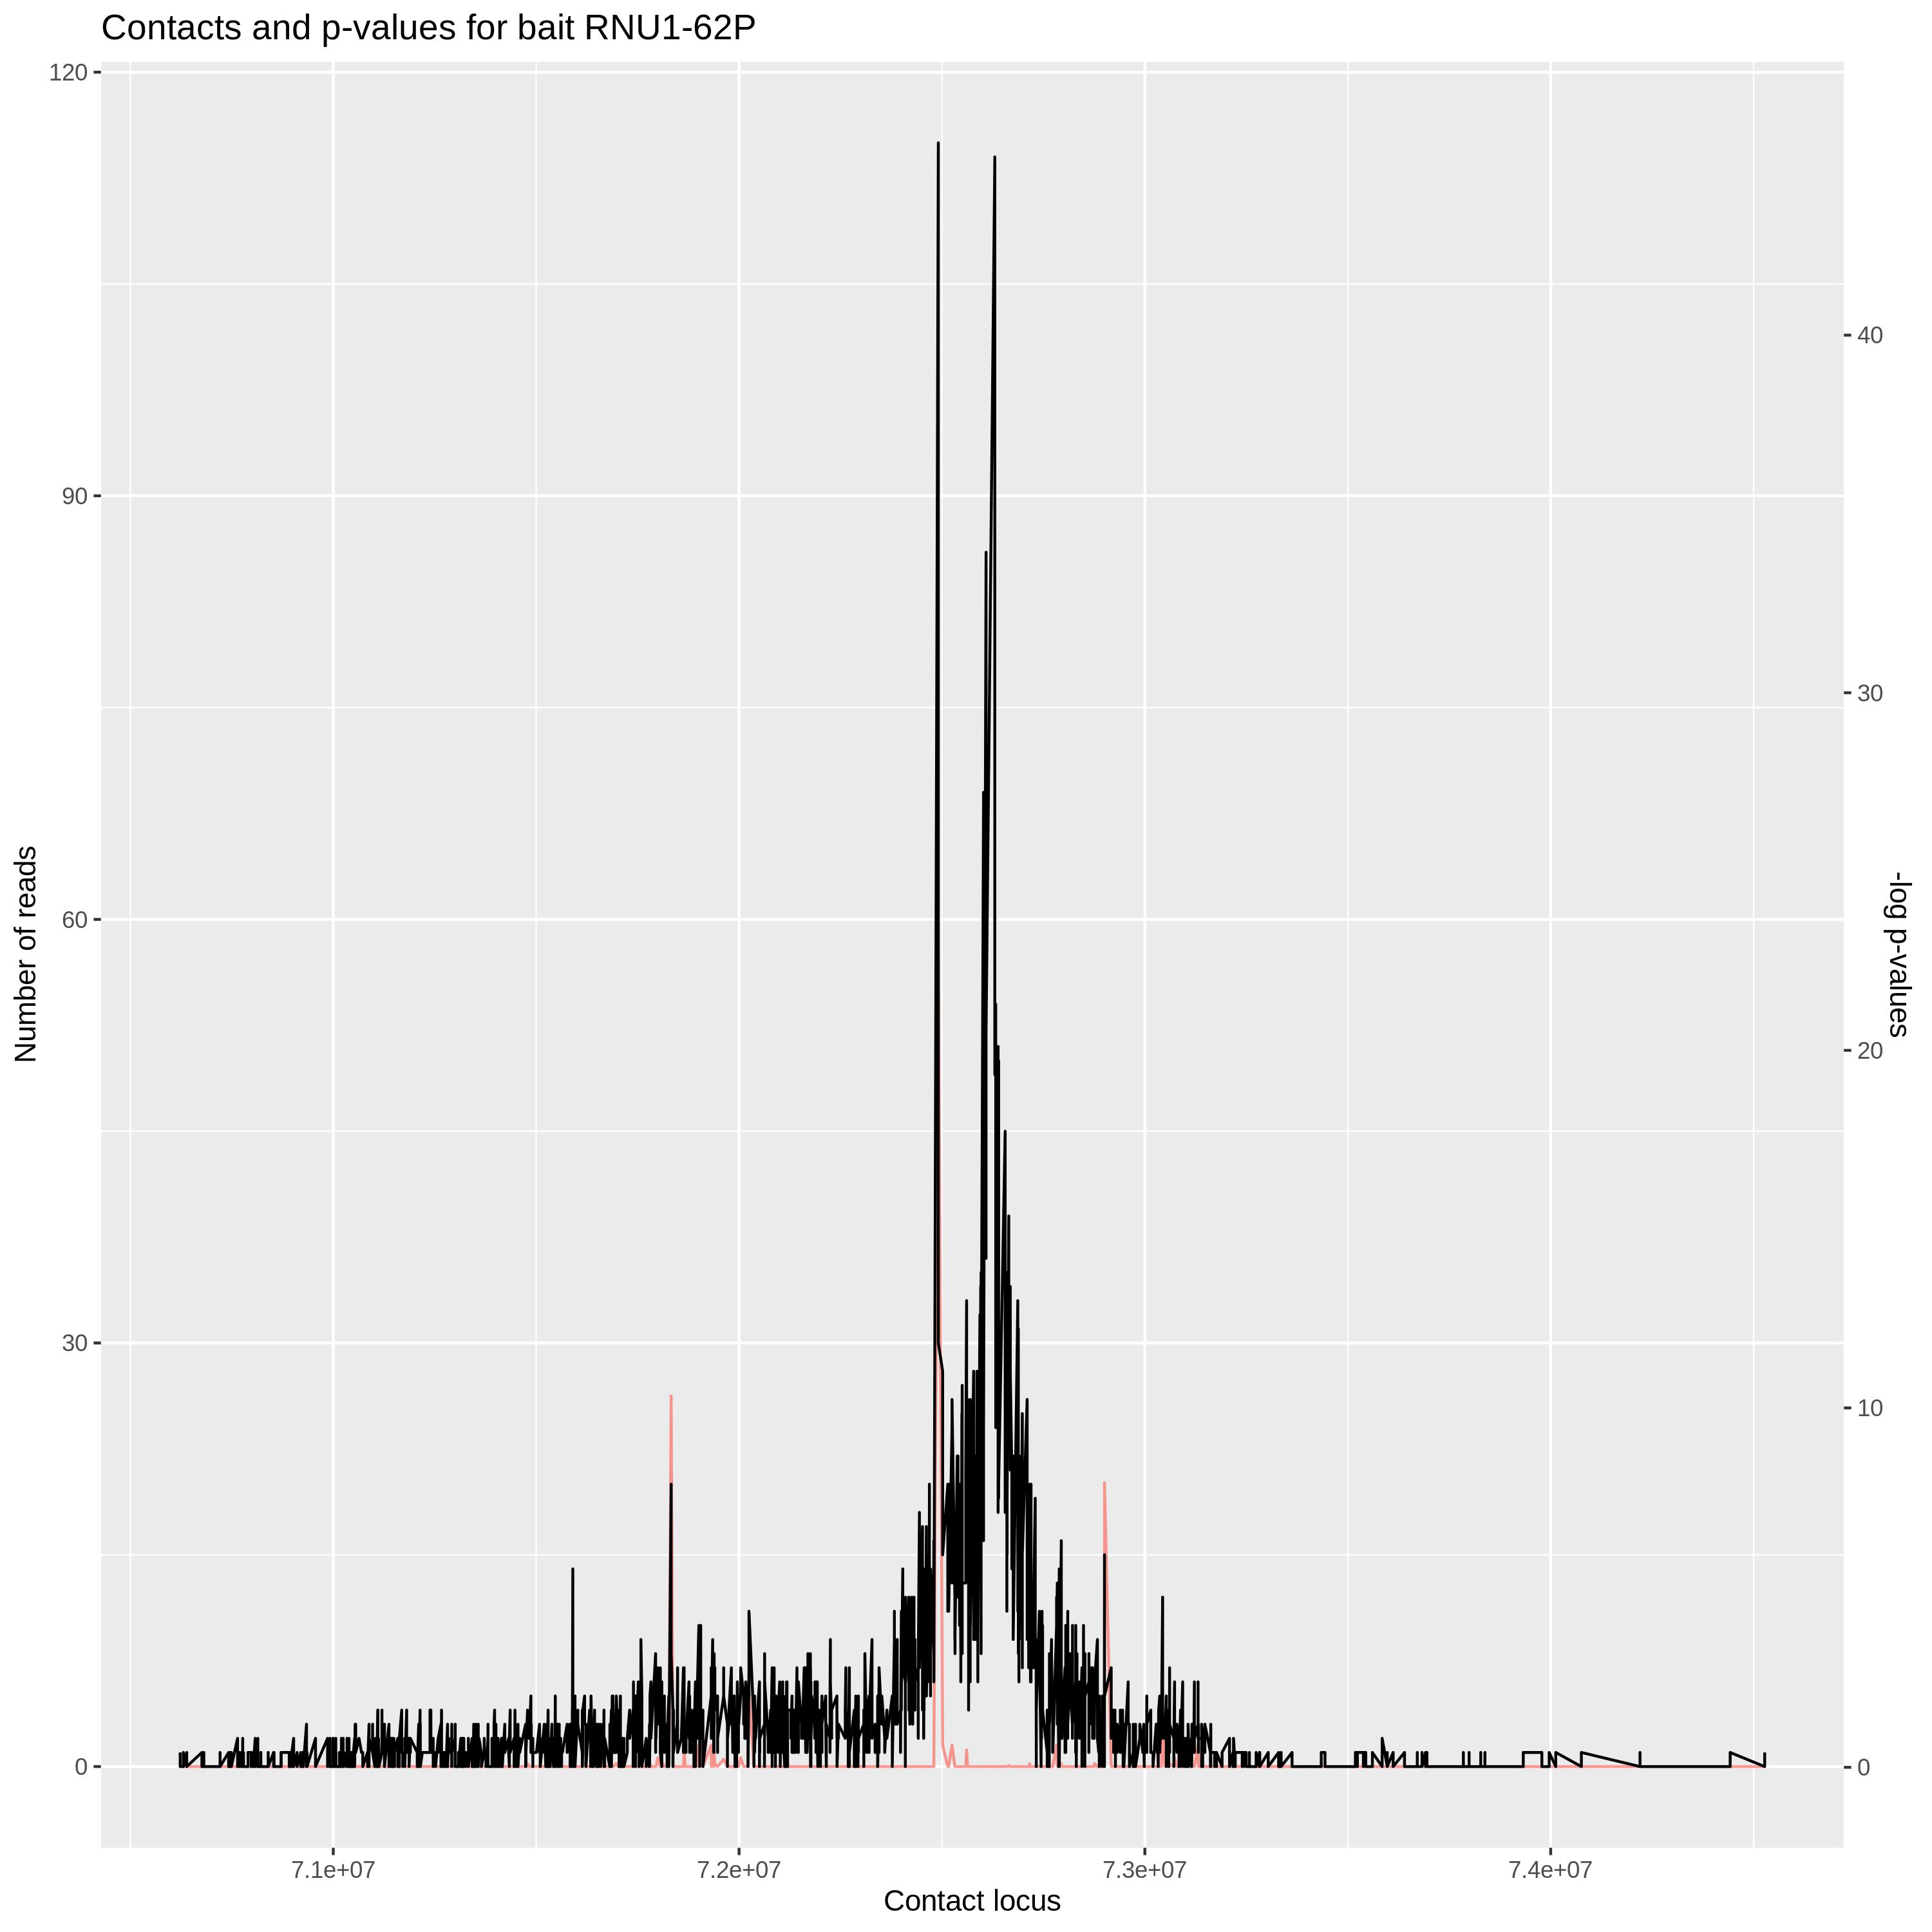 Contacts and p-values for bait RNU1-62P
120
90
60
30
0
Number of reads
40
30
20
10
0
-log p-values
7.1e+07
7.2e+07
7.3e+07
7.4e+07
Contact locus